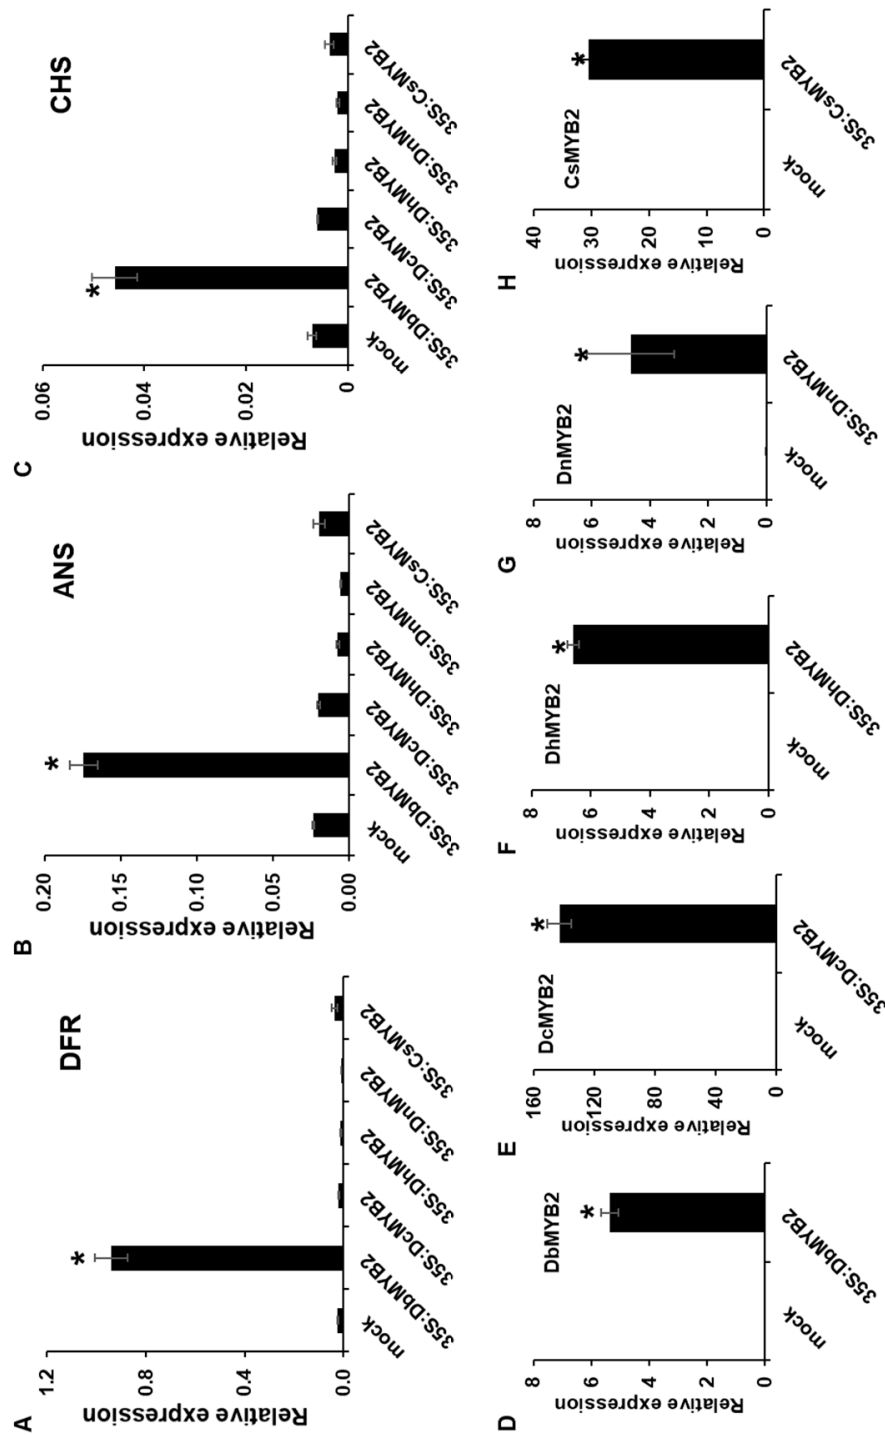 A
DFR
Relative expression
1.2
0.8
0.4
0.0
mock
35S:DbMYB2
35S:DcMYB2
35S:DhMYB2
35S:DnMYB2
35S:CsMYB2
*
B
ANS
Relative expression
0.20
0.15
0.10
0.05
0.00
mock
35S:DbMYB2
35S:DcMYB2
35S:DhMYB2
35S:DnMYB2
35S:CsMYB2
*
C
CHS
Relative expression
0.06
0.04
0.02
0
mock
35S:DbMYB2
35S:DcMYB2
35S:DhMYB2
35S:DnMYB2
35S:CsMYB2
*
D
DbMYB2
Relative expression
8
6
4
2
0
mock
35S:DbMYB2
*
E
DcMYB2
Relative expression
160
120
80
40
0
mock
35S:DcMYB2
*
F
DhMYB2
Relative expression
8
6
4
2
0
mock
35S:DhMYB2
*
G
DnMYB2
Relative expression
8
6
4
2
0
mock
35S:DnMYB2
*
H
CsMYB2
Relative expression
40
30
20
10
0
mock
35S:CsMYB2
*